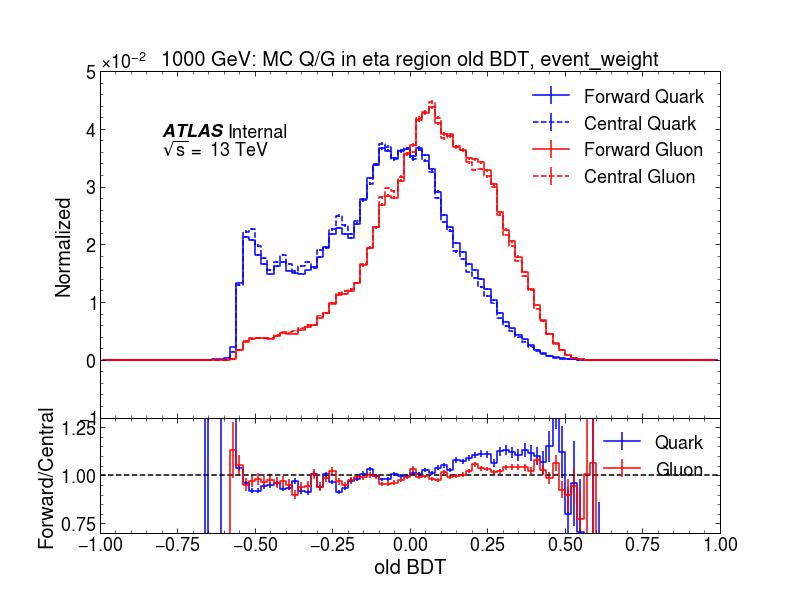 ×10⁻² 1000 GeV: MC Q/G in eta region old BDT, event_weight
5
ATLAS Internal
√s = 13 TeV
Forward Quark
Central Quark
Forward Gluon
Central Gluon
4
3
2
1
0
−1
Normalized
1.25
1.00
0.75
Forward/Central
Quark
Gluon
−1.00 −0.75 −0.50 −0.25 0.00 0.25 0.50 0.75 1.00
old BDT